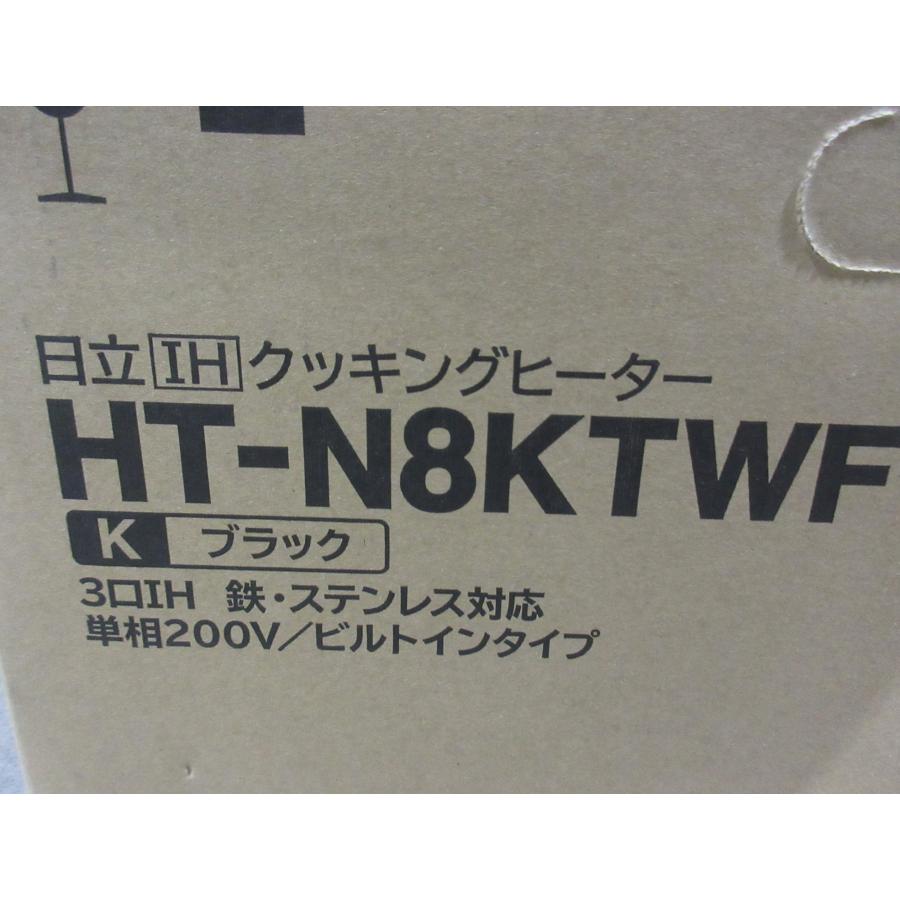 日立IHクッキングヒーター
HT-N8KTWF
K ブラック
3口IH 鉄・ステンレス対応
単相200V/ビルトインタイプ